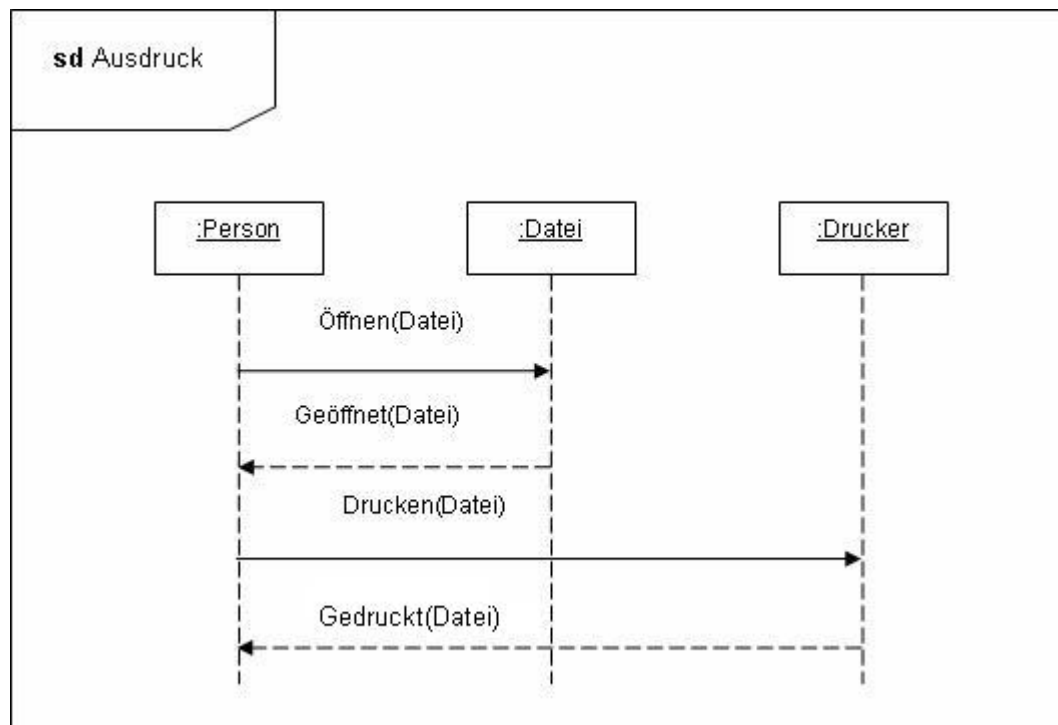 sd Ausdruck
:Person
:Datei
:Drucker
Öffnen(Datei)
Geöffnet(Datei)
Drucken(Datei)
Gedruckt(Datei)